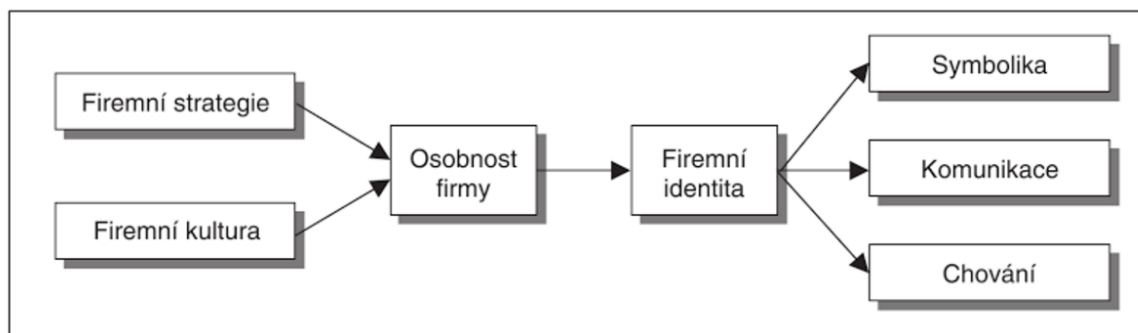 Firemní strategie
Firemní kultura
Osobnost
firmy
Firemní
identita
Symbolika
Komunikace
Chování